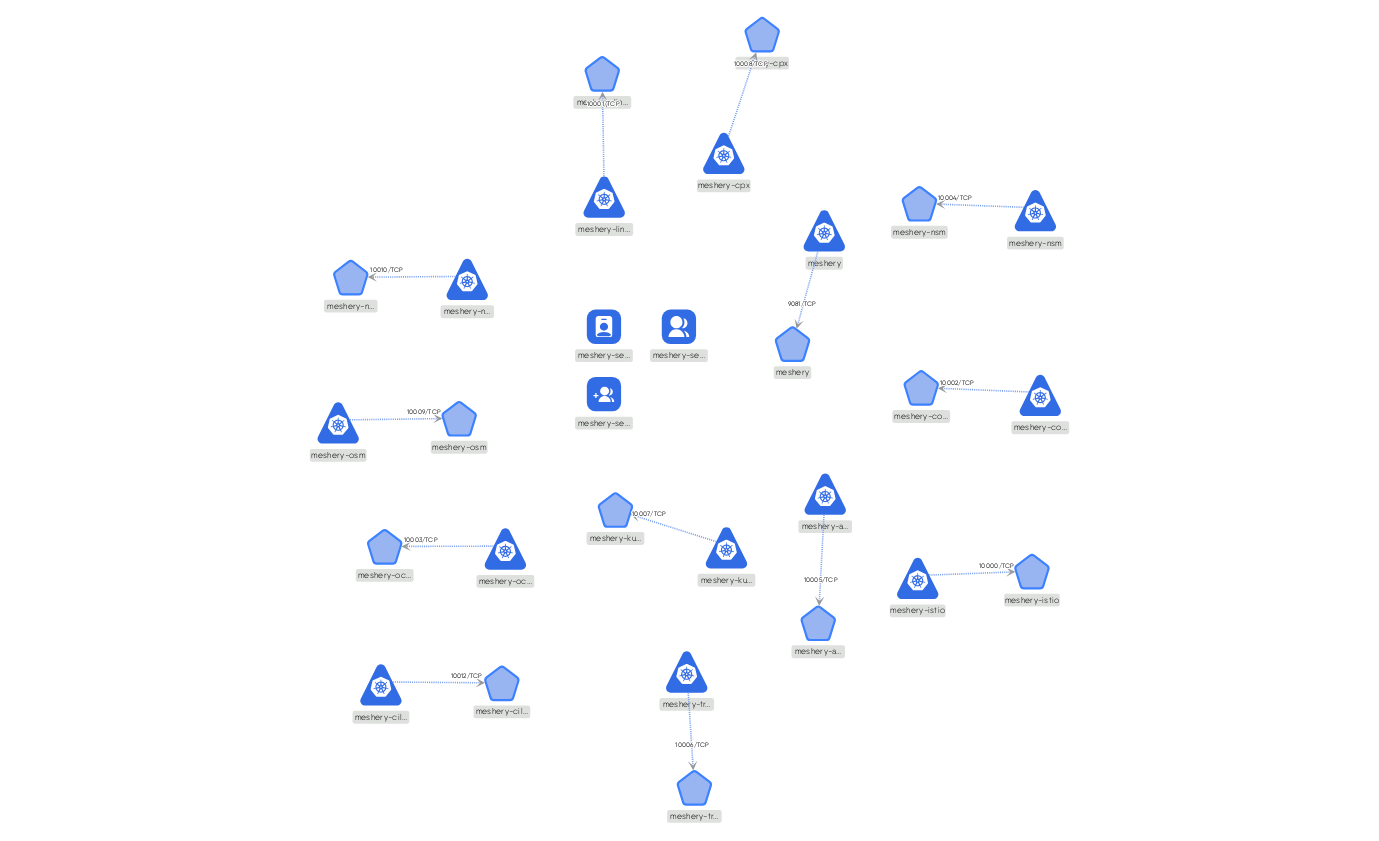 meshery-cpx
10008/TCP
10001/TCP
meshery-cpx
meshery-lin...
10004/TCP
meshery-nsm
meshery-nsm
meshery
10010/TCP
meshery-n...
meshery-n...
9081/TCP
meshery-se...
meshery-se...
meshery
10002/TCP
meshery-co...
meshery-co...
meshery-se...
10009/TCP
meshery-osm
meshery-osm
10007/TCP
meshery-ku...
meshery-a...
10003/TCP
meshery-oc...
meshery-oc...
meshery-ku...
10005/TCP
10000/TCP
meshery-istio
meshery-istio
meshery-a...
10012/TCP
meshery-cil...
meshery-cil...
meshery-tr...
10006/TCP
meshery-tr...